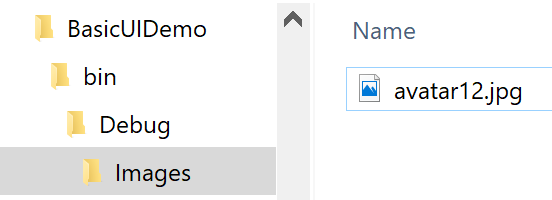 BasicUIDemo
bin
Debug
Images
Name
avatar12.jpg